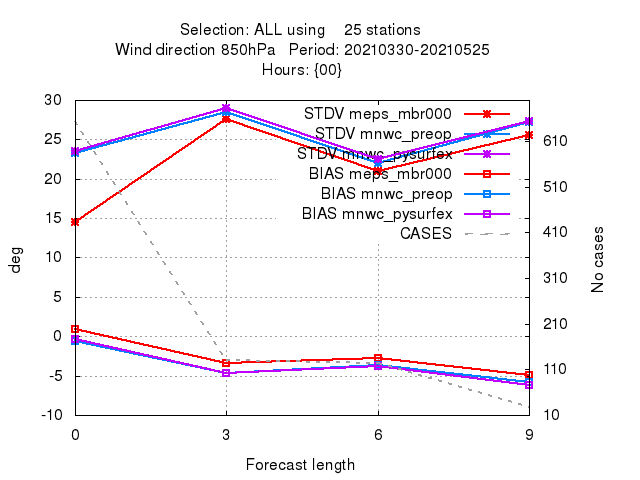 Selection: ALL using 25 stations
Wind direction 850hPa Period: 20210330-20210525
Hours: {00}
30
25
20
15
10
5
0
-5
-10
deg
STDV meps_mbr000
STDV mnwc_preop
STDV mnwc_pysurfex
BIAS meps_mbr000
BIAS mnwc_preop
BIAS mnwc_pysurfex
CASES
610
510
410
310
210
110
10
No cases
0 3 6 9
Forecast length